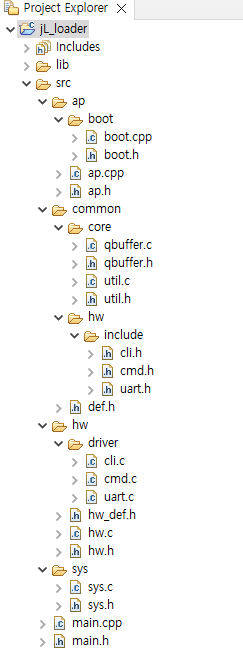 Project Explorer
jL_loader
Includes
lib
src
ap
boot
boot.cpp
boot.h
ap.cpp
ap.h
common
core
qbuffer.c
qbuffer.h
util.c
util.h
hw
include
cli.h
cmd.h
uart.h
def.h
hw
driver
cli.c
cmd.c
uart.c
hw_def.h
hw.c
hw.h
sys
sys.c
sys.h
main.cpp
main.h